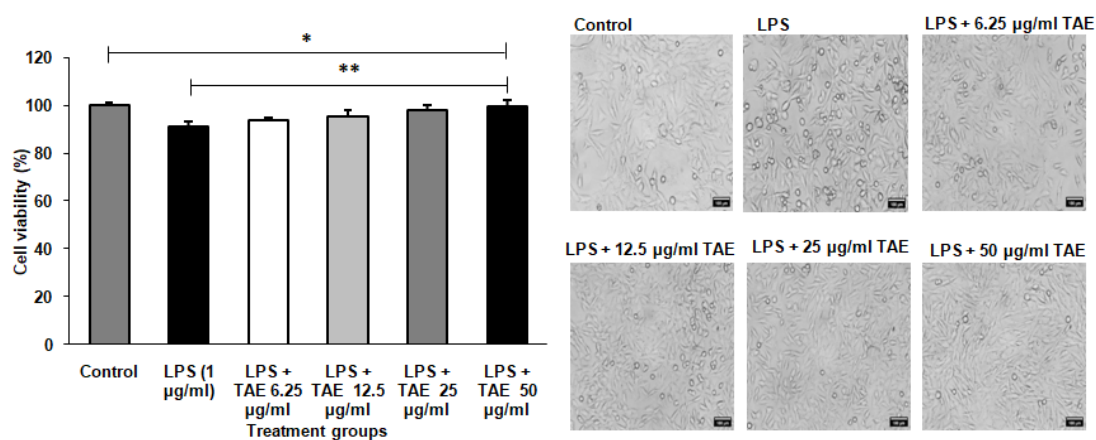 *
**
120
100
80
60
40
20
0
Cell viability (%)
Control
LPS (1
µg/ml)
LPS +
TAE 6.25
µg/ml
LPS +
TAE 12.5
µg/ml
LPS +
TAE 25
µg/ml
LPS +
TAE 50
µg/ml
Treatment groups
Control
LPS
LPS + 6.25 µg/ml TAE
LPS + 12.5 µg/ml TAE
LPS + 25 µg/ml TAE
LPS + 50 µg/ml TAE